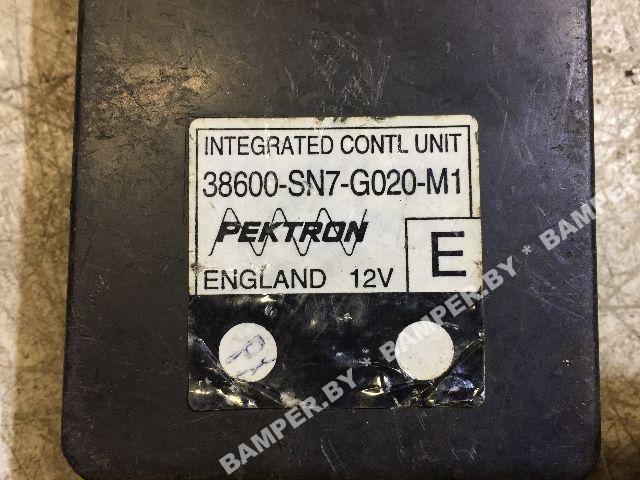 INTEGRATED CONTL UNIT
38600-SN7-G020-M1
PEKTRON
E
ENGLAND 12V
BAMPER.BY * BAMPER.BY * BAMPER.BY